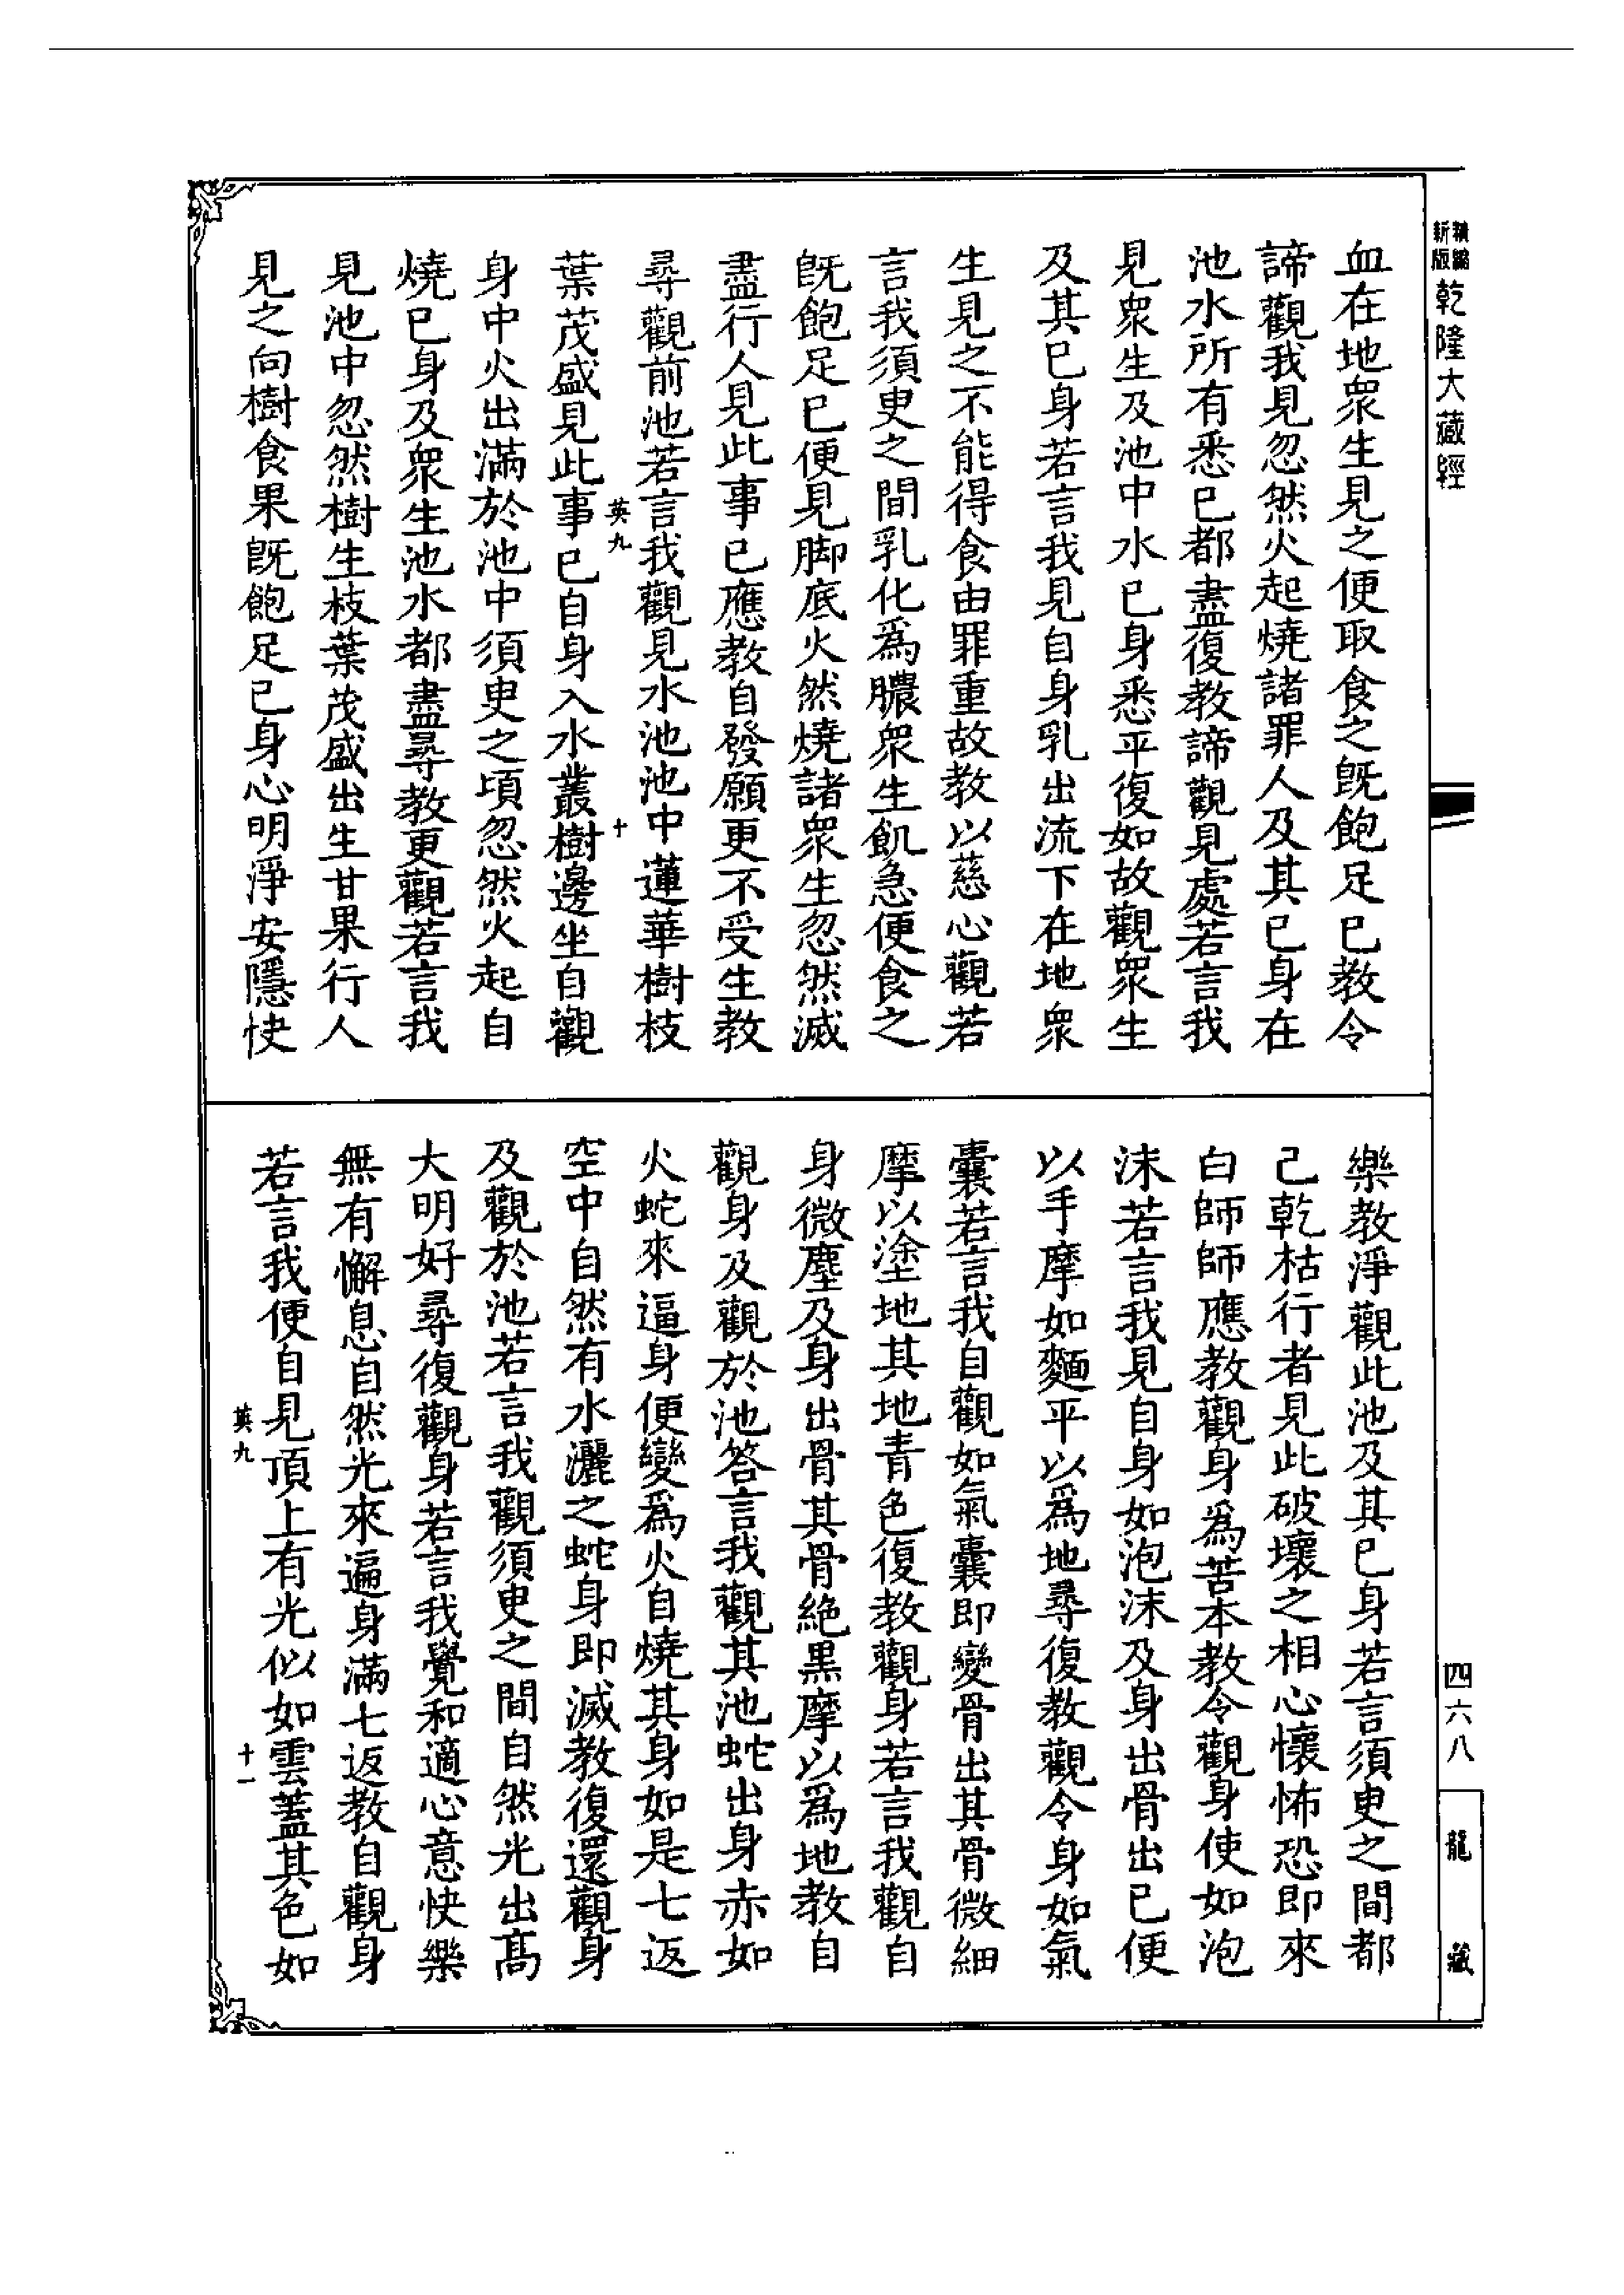 精編
新版
乾隆大藏經
血在地衆生見之便取食之旣飽足已教令
諦觀我見忽然火起燒諸罪人及其已身在
池水所有悉已都盡復教諦觀見處若言我
見衆生及池中水已身悉平復如故觀衆生
及其已身若言我見自身乳出流下在地衆
生見之不能得食由罪重故教以慈心觀若
言我須更之間乳化爲膿衆生飢急便食之
旣飽足已便見脚底火然燒諸衆生忽然滅
盡行人見此事已應教自發願更不受生教
尋觀前池若言我觀見水池池中蓮華樹枝
英九
十
葉茂盛見此事已自身入水叢樹邊坐自觀
身中火出滿於池中須臾之頃忽然火起自
燒已身及衆生池水都盡尋教更觀若言我
見池中忽然樹生枝葉茂盛出生甘果行人
見之向樹食果旣飽足已身心明淨安隱快
樂教淨觀此池及其已身若言須臾之間都
已乾枯行者見此破壞之相心懷怖恐即來
白師師應教觀身爲苦本教令觀身使如泡
沫若言我見自身如泡沫及身出骨出已便
以手摩如麵平以爲地尋復教觀令身如氣
囊若言我自觀如氣囊即變骨出其骨微細
摩以塗地其地青色復教觀身若言我觀自
身微塵及身出骨其骨絶黒摩以爲地教自
觀身及觀於池答言我觀其池蛇出身赤如
火蛇來逼身便變爲火自燒其身如是七返
空中自然有水灑之蛇身即滅教復還觀身
及觀於池若言我觀須臾之間自然光出高
大明好尋復觀身若言我覺和適心意快樂
無有懈息自然光來遍身滿七返教自觀身
若言我便自見頂上有光似如雲蓋其色如
英九
十一
四六八
龍藏